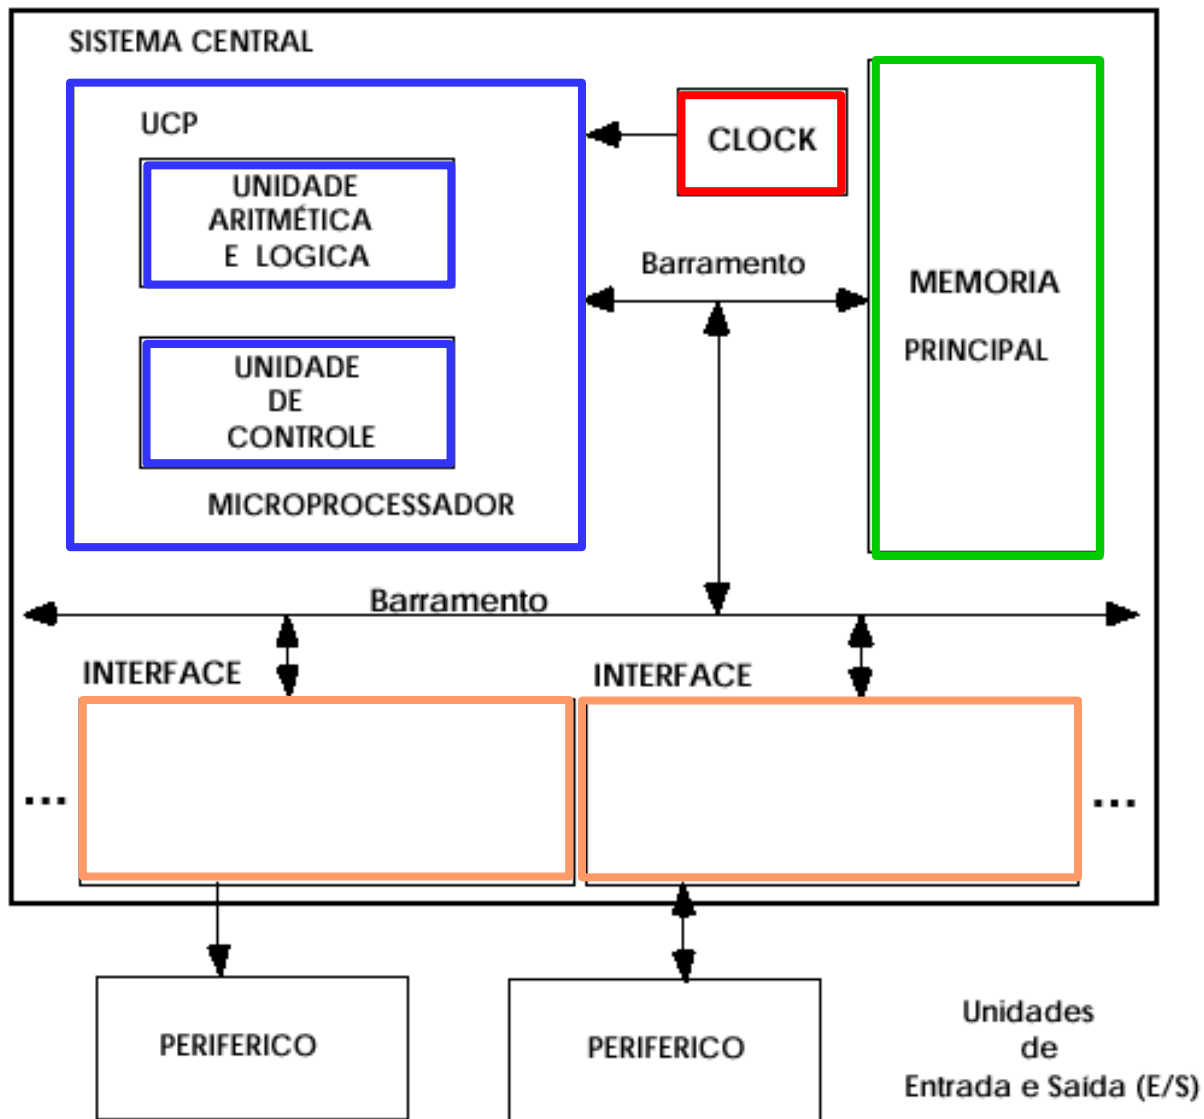 SISTEMA CENTRAL
UCP
UNIDADE
ARITMÉTICA
E LOGICA
UNIDADE
DE
CONTROLE
MICROPROCESSADOR
CLOCK
Barramento
MEMORIA
PRINCIPAL
Barramento
INTERFACE
INTERFACE
...
...
PERIFERICO
PERIFERICO
Unidades
de
Entrada e Saída (E/S)